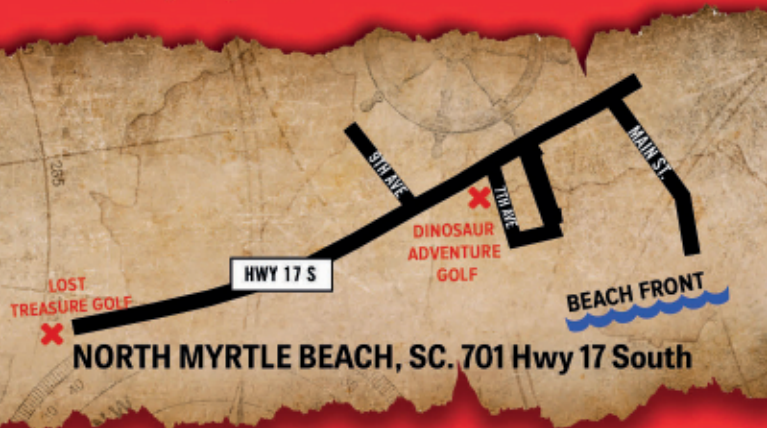 MAIN ST.
9TH AVE.
7TH AVE
DINOSAUR
ADVENTURE
GOLF
HWY 17 S
LOST
TREASURE GOLF
BEACH FRONT
NORTH MYRTLE BEACH, SC. 701 Hwy 17 South